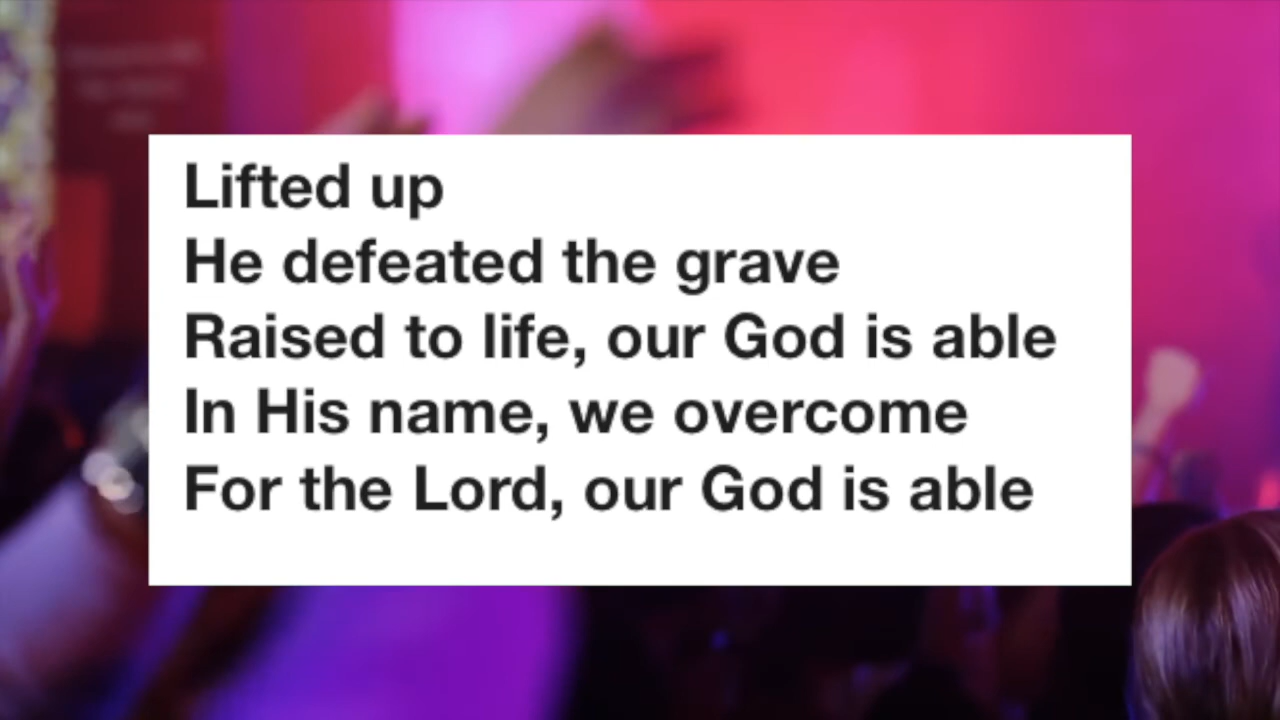 Lifted up
He defeated the grave
Raised to life, our God is able
In His name, we overcome
For the Lord, our God is able